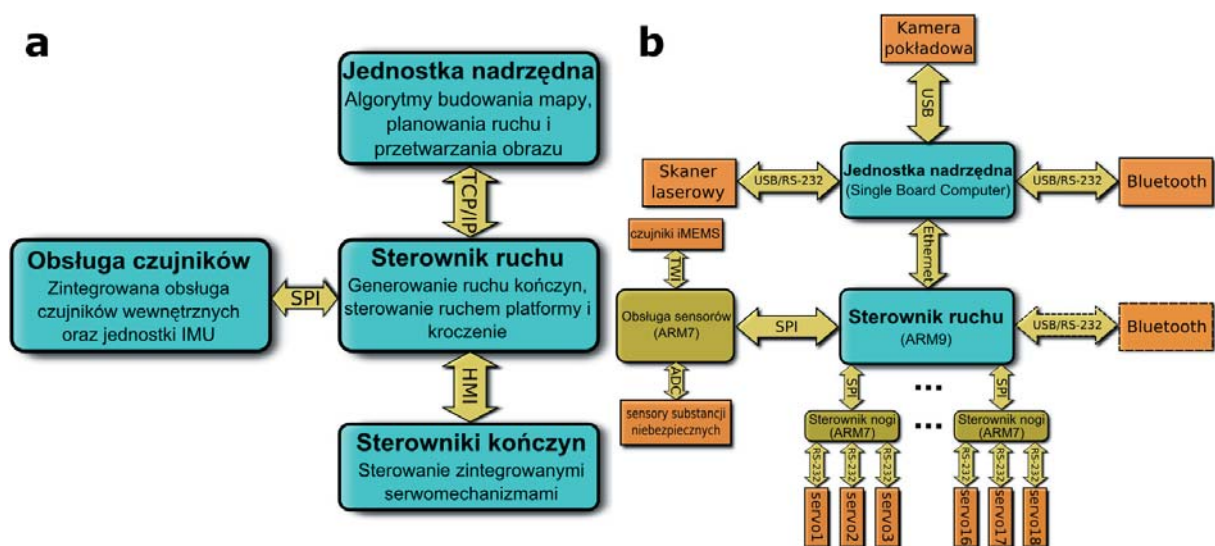 a
Jednostka nadrzędna
Algorytmy budowania mapy,
planowania ruchu i
przetwarzania obrazu
TCP/IP
Obsługa czujników
Zintegrowana obsługa
czujników wewnętrznych
oraz jednostki IMU
SPI
Sterownik ruchu
Generowanie ruchu kończyn,
sterowanie ruchem platformy i
kroczenie
HMI
Sterowniki kończyn
Sterowanie zintegrowanymi
serwomechanizmami
b
Kamera
pokładowa
USB
Skaner
laserowy
USB/RS-232
Jednostka nadrzędna
(Single Board Computer)
USB/RS-232
Bluetooth
Ethernet
czujniki iMEMS
TWI
Obsługa sensorów
(ARM7)
SPI
Sterownik ruchu
(ARM9)
USB/RS-232
Bluetooth
ADC
sensory substancji
niebezpiecznych
SPI
...
SPI
Sterownik nogi
(ARM7)
...
Sterownik nogi
(ARM7)
RS-232
RS-232
RS-232
RS-232
RS-232
RS-232
servo1
servo2
servo3
servo16
servo17
servo18